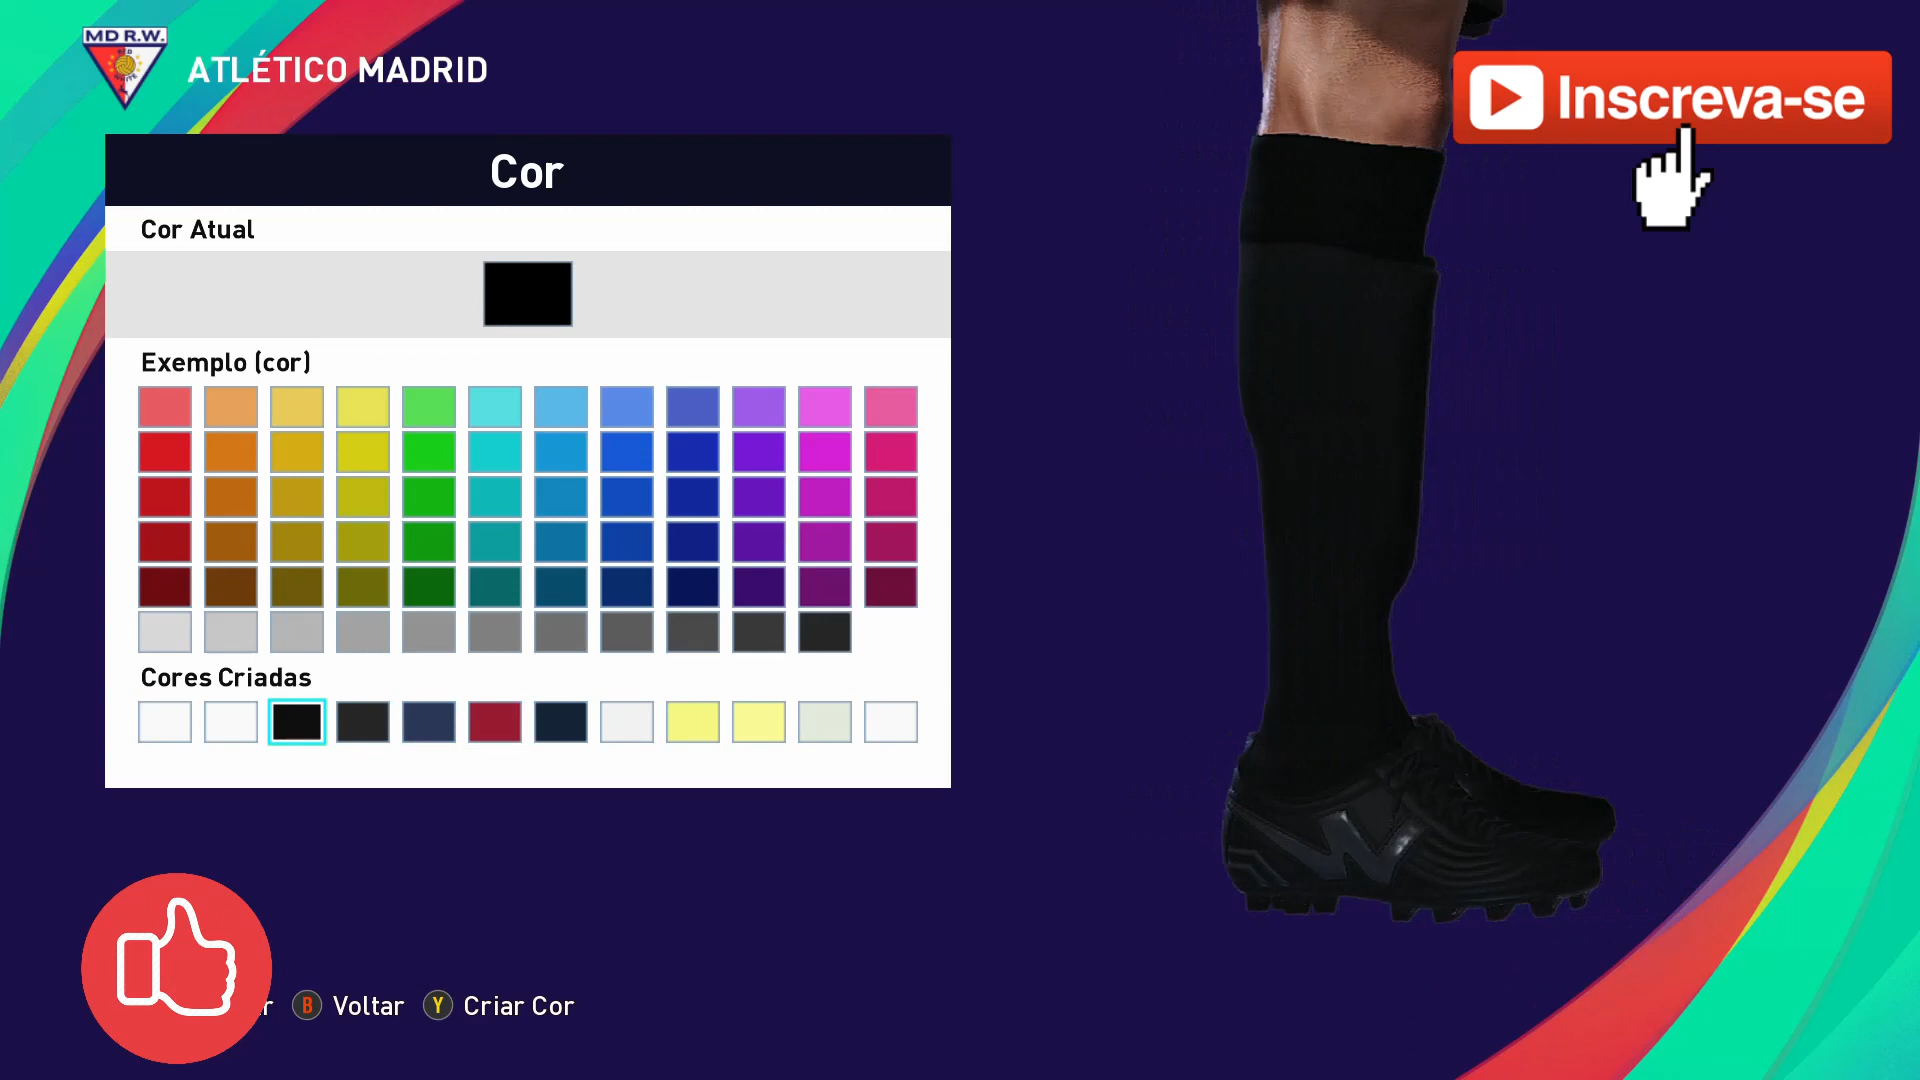 MD R.W.
ATLÉTICO MADRID
Inscreva-se
Cor
Cor Atual
Exemplo (cor)
Cores Criadas
r B Voltar Y Criar Cor